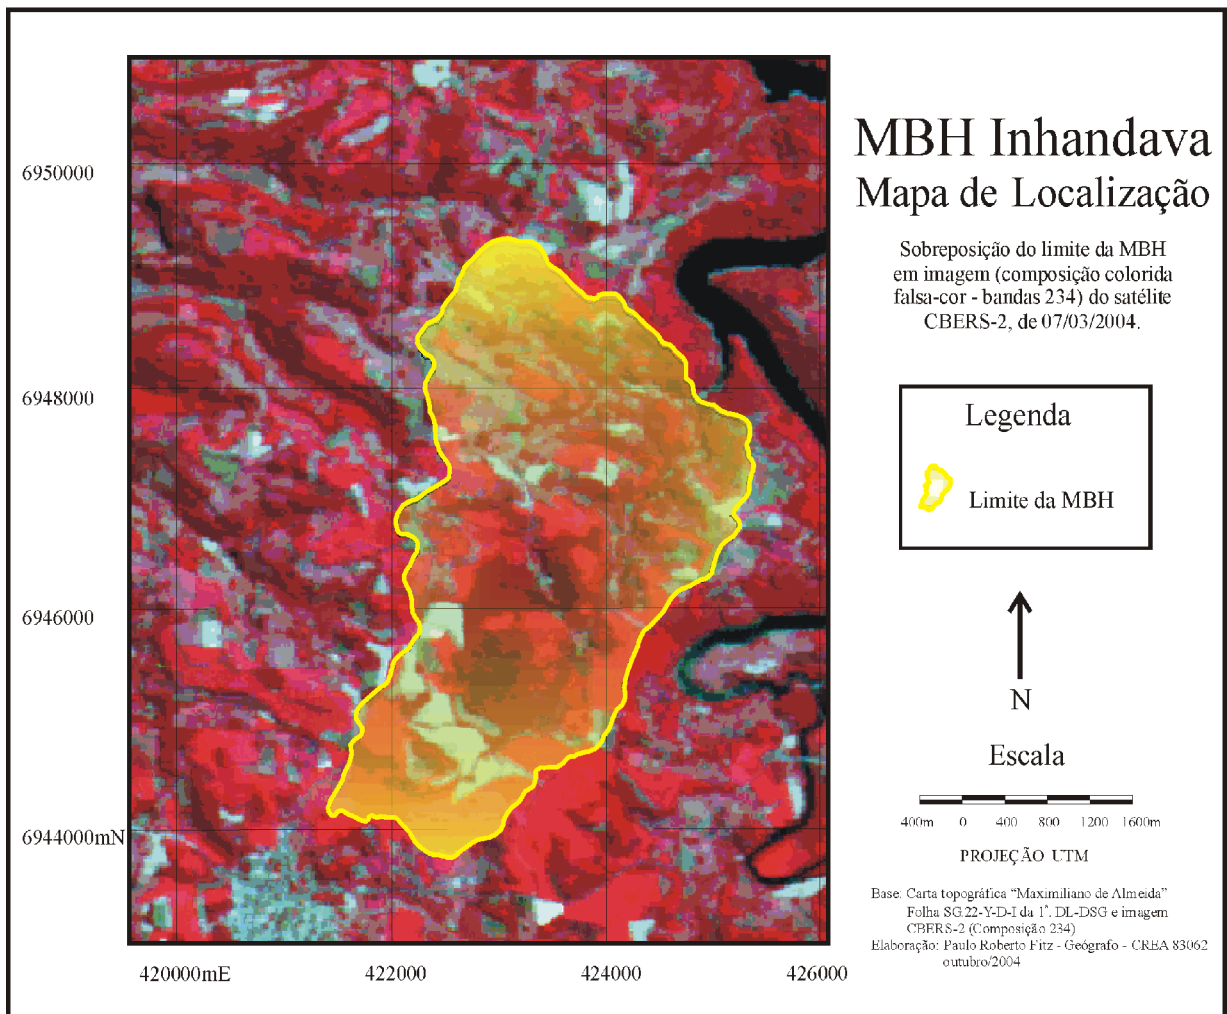 MBH Inhandava
Mapa de Localização
Sobreposição do limite da MBH
em imagem (composição colorida
falsa-cor - bandas 234) do satélite
CBERS-2, de 07/03/2004.
Legenda
Limite da MBH
N
Escala
400m 0 400 800 1200 1600m
PROJEÇÃO UTM
Base: Carta topográfica “Maximiliano de Almeida”
Folha SG.22-Y-D-I da 1ª. DL-DSG e imagem
CBERS-2 (Composição 234)
Elaboração: Paulo Roberto Fitz - Geógrafo - CREA 83062
outubro/2004
6950000
6948000
6946000
6944000mN
420000mE 422000 424000 426000